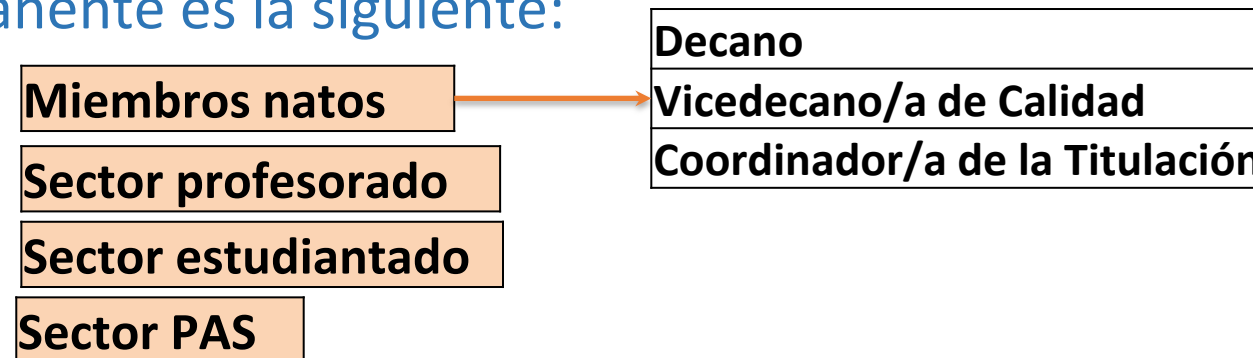 es la siguiente:
Miembros natos
Sector profesorado
Sector estudiantado
Sector PAS
Decano
Vicedecano/a de Calidad
Coordinador/a de la Titulación